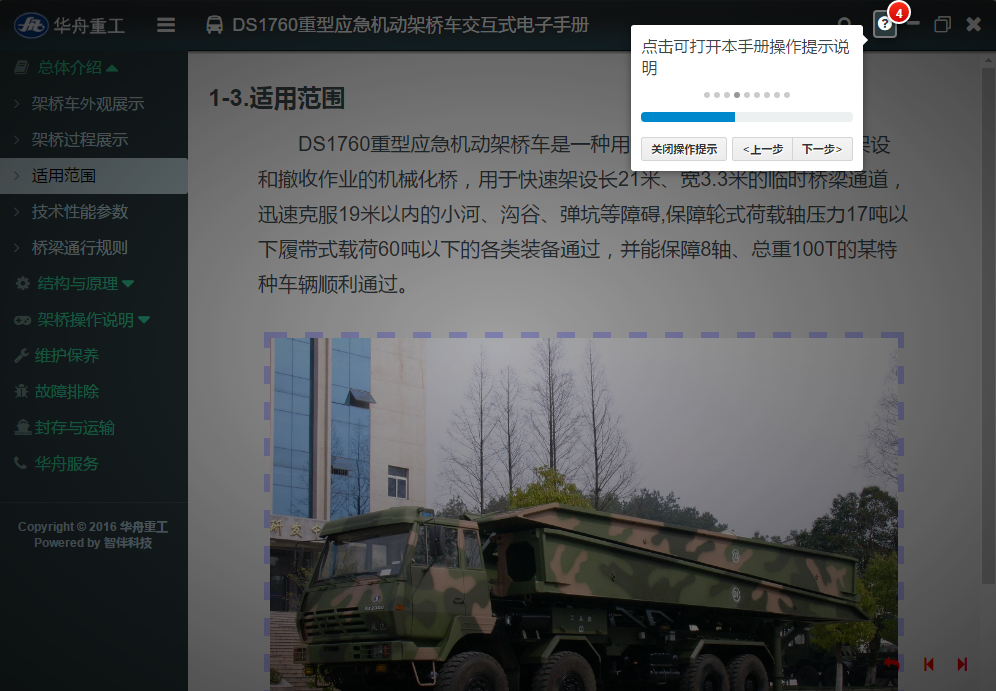 华舟重工
DS1760重型应急机动架桥车交互式电子手册
4
点击可打开本手册操作提示说
明
关闭操作提示
<上一步
下一步>
总体介绍
架桥车外观展示
架桥过程展示
适用范围
技术性能参数
桥梁通行规则
结构与原理
架桥操作说明
维护保养
故障排除
封存与运输
华舟服务
Copyright © 2016 华舟重工
Powered by 智伴科技
1-3.适用范围
DS1760重型应急机动架桥车是一种用
架设
和撤收作业的机械化桥，用于快速架设长21米、宽3.3米的临时桥梁通道，
迅速克服19米以内的小河、沟谷、弹坑等障碍,保障轮式荷载轴压力17吨以
下履带式载荷60吨以下的各类装备通过，并能保障8轴、总重100T的某特
种车辆顺利通过。